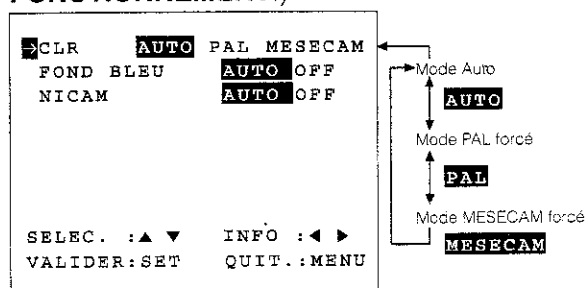 →CLR AUTO PAL MESECAM
FOND BLEU AUTO OFF
NICAM AUTO OFF
SELEC. :▲ ▼ INFO :◀ ▶
VALIDER:SET QUIT.:MENU
Mode Auto
AUTO
Mode PAL forcé
PAL
Mode MESECAM forcé
MESECAM